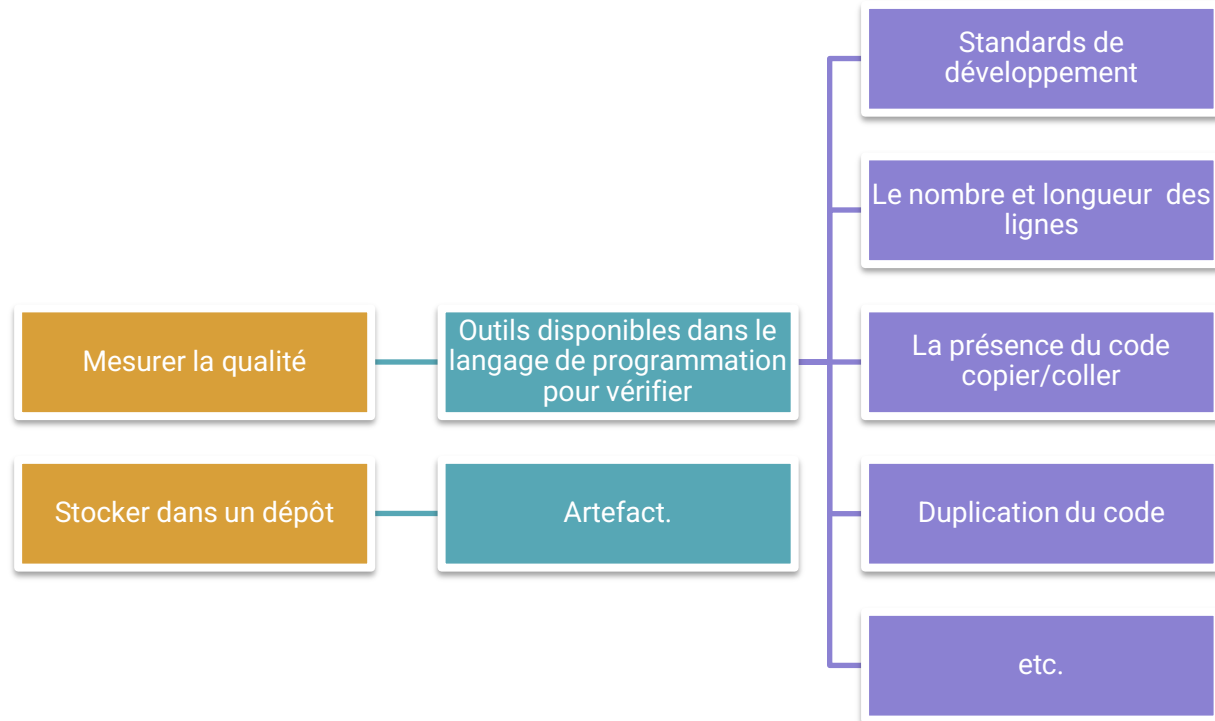 Mesurer la qualité
Outils disponibles dans le
langage de programmation
pour vérifier
Standards de
développement
Le nombre et longueur  des
lignes
La présence du code
copier/coller
Duplication du code
etc.
Stocker dans un dépôt
Artefact.